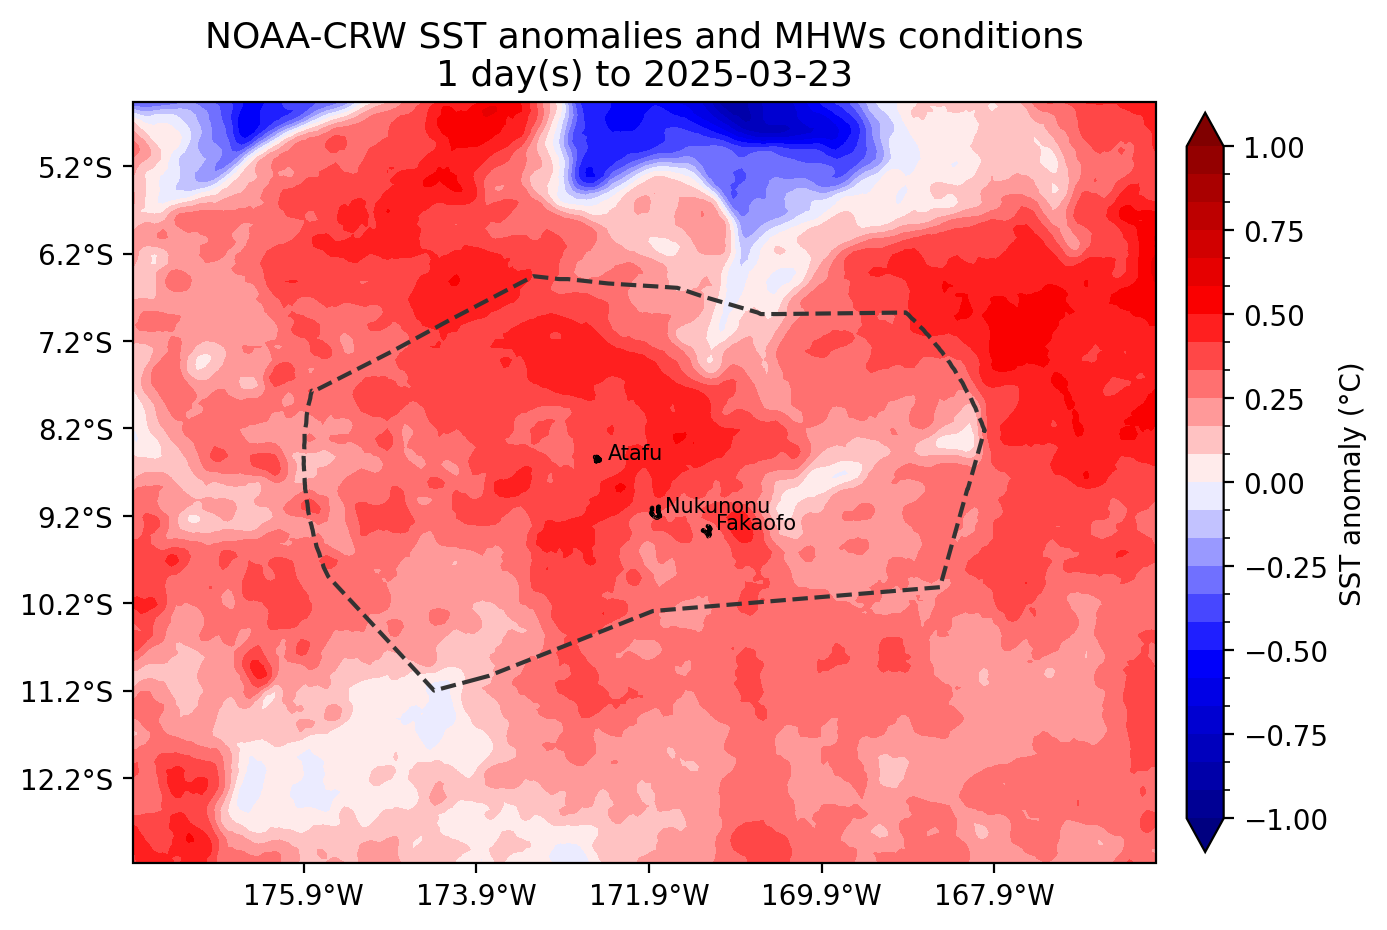 NOAA-CRW SST anomalies and MHWs conditions
1 day(s) to 2025-03-23
5.2°S
6.2°S
7.2°S
8.2°S
9.2°S
10.2°S
11.2°S
12.2°S
Atafu
Nukunonu
Fakaofo
175.9°W
173.9°W
171.9°W
169.9°W
167.9°W
1.00
0.75
0.50
0.25
0.00
−0.25
−0.50
−0.75
−1.00
SST anomaly (°C)